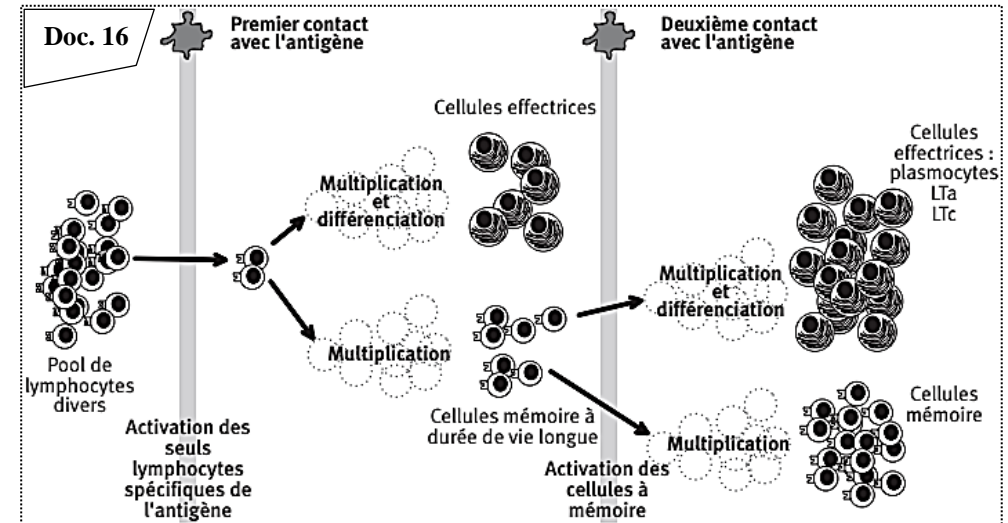 Doc. 16
Premier contact
avec l'antigène
Deuxième contact
avec l'antigène
Cellules effectrices
Cellules
effectrices :
plasmocytes
LTa
LTc
Multiplication
et
différenciation
Multiplication
et
différenciation
Multiplication
Pool de
lymphocytes
divers
Cellules mémoire à
durée de vie longue
Cellules
mémoire
Multiplication
Activation des
seuls
lymphocytes
spécifiques de
l'antigène
Activation des
cellules à
mémoire